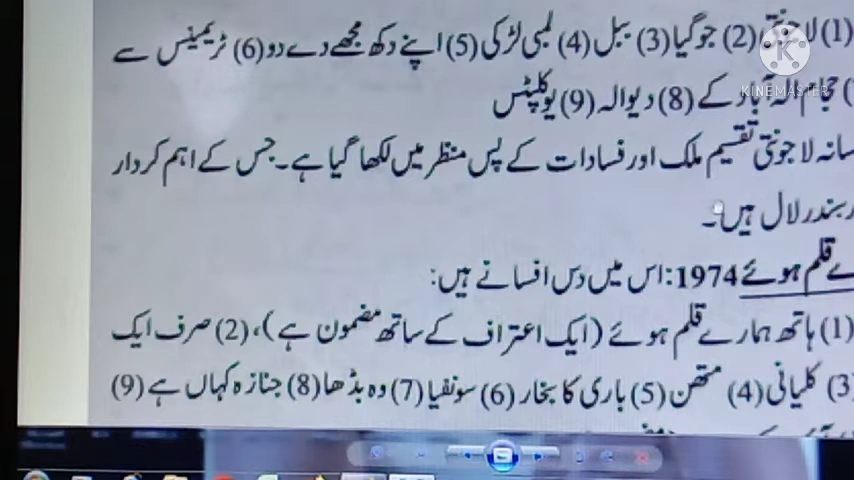 (1) لاجونتی (2) جوگیا (3) ببل (4) لمبی لڑکی (5) اپنے دکھ مجھے دے دو (6) ٹرمینس سے
) حجام الہ آباد کے (8) دیوالہ (9) یوکلپٹس
سانہ لاجونتی تقسیم ملک اور فسادات کے پس منظر میں لکھا گیا ہے۔ جس کے اہم کردار
ر سندر لال ہیں۔
ے قلم ہوئے 1974: اس میں دس افسانے ہیں:
(1) ہاتھ ہمارے قلم ہوئے (ایک اعتراف کے ساتھ مضمون ہے)، (2) صرف ایک
(3 کلیانی (4) متھن (5) باری کا بخار (6) سونفیا (7) وہ بڈھا (8) جنازہ کہاں ہے (9)
KINEMASTER